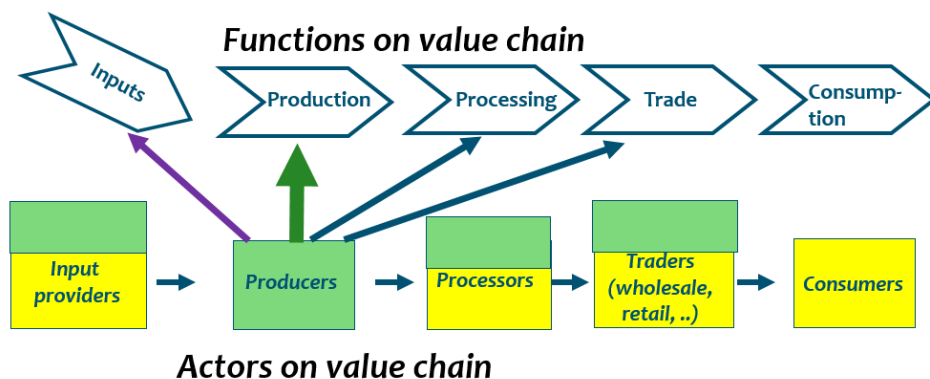 Functions on value chain
Inputs
Production
Processing
Trade
Consump-
tion
Input
providers
Producers
Processors
Traders
(wholesale,
retail, ..)
Consumers
Actors on value chain